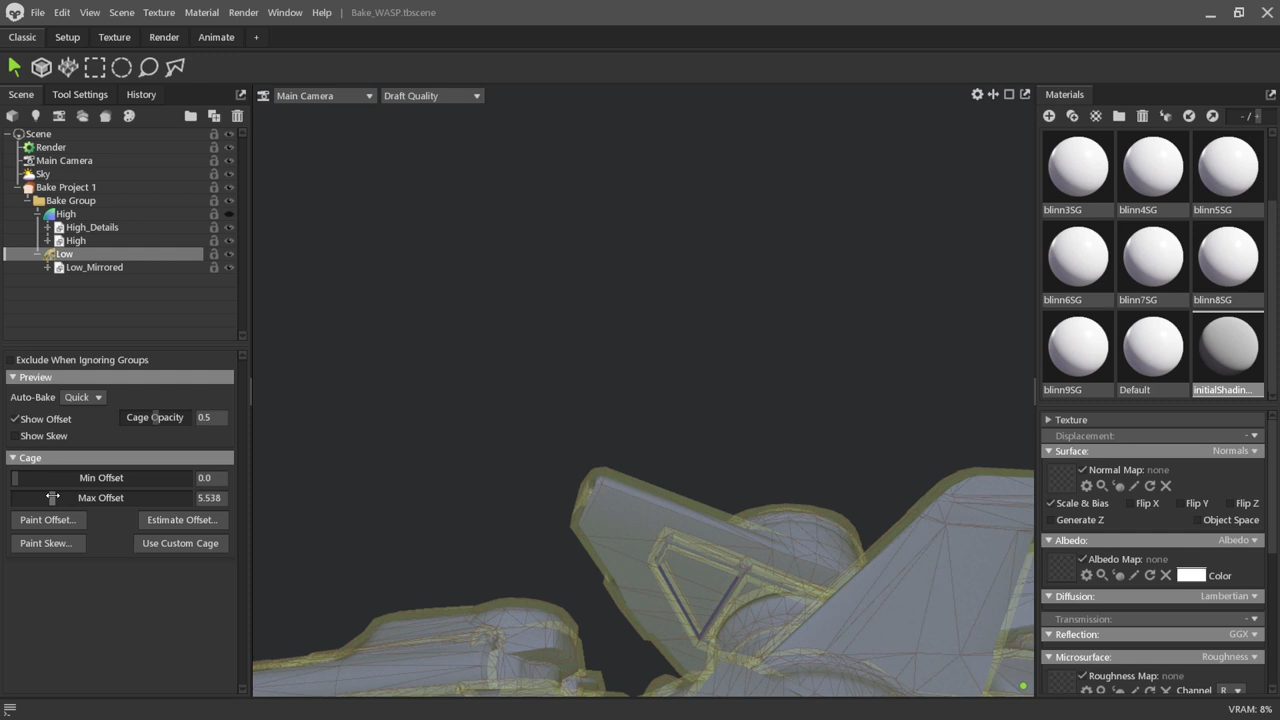 File Edit View Scene Texture Material Render Window Help Bake_WASP.tbscene
Classic Setup Texture Render Animate +
Scene Tool Settings History
Main Camera Draft Quality
Materials
- /
Scene
Render
Main Camera
Sky
Bake Project 1
Bake Group
High
High_Details
High
Low
Low_Mirrored
Exclude When Ignoring Groups
Preview
Auto-Bake Quick
Show Offset Cage Opacity 0.5
Show Skew
Cage
Min Offset 0.0
Max Offset 5.538
Paint Offset... Estimate Offset...
Paint Skew... Use Custom Cage
blinn3SG blinn4SG blinn5SG
blinn6SG blinn7SG blinn8SG
blinn9SG Default initialShadin...
Texture
Displacement: -
Surface: Normals
Normal Map: none
Scale & Bias Flip X Flip Y Flip Z
Generate Z Object Space
Albedo: Albedo
Albedo Map: none
Color
Diffusion: Lambertian
Transmission: -
Reflection: GGX
Microsurface: Roughness
Roughness Map: none
Channel R
VRAM: 8%